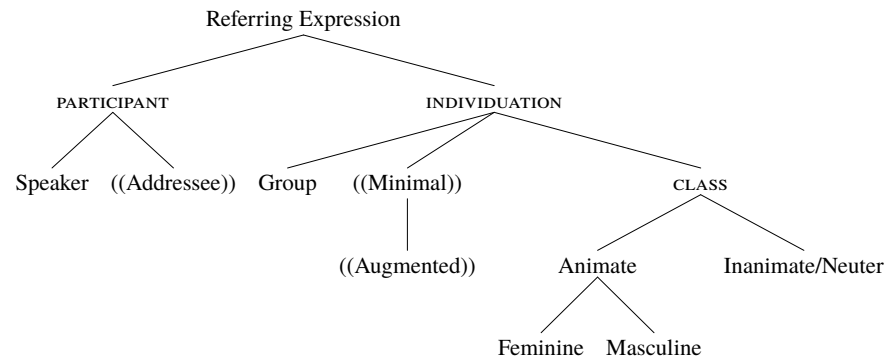 Referring Expression
PARTICIPANT INDIVIDUATION
Speaker ((Addressee)) Group ((Minimal)) CLASS
((Augmented)) Animate Inanimate/Neuter
Feminine Masculine